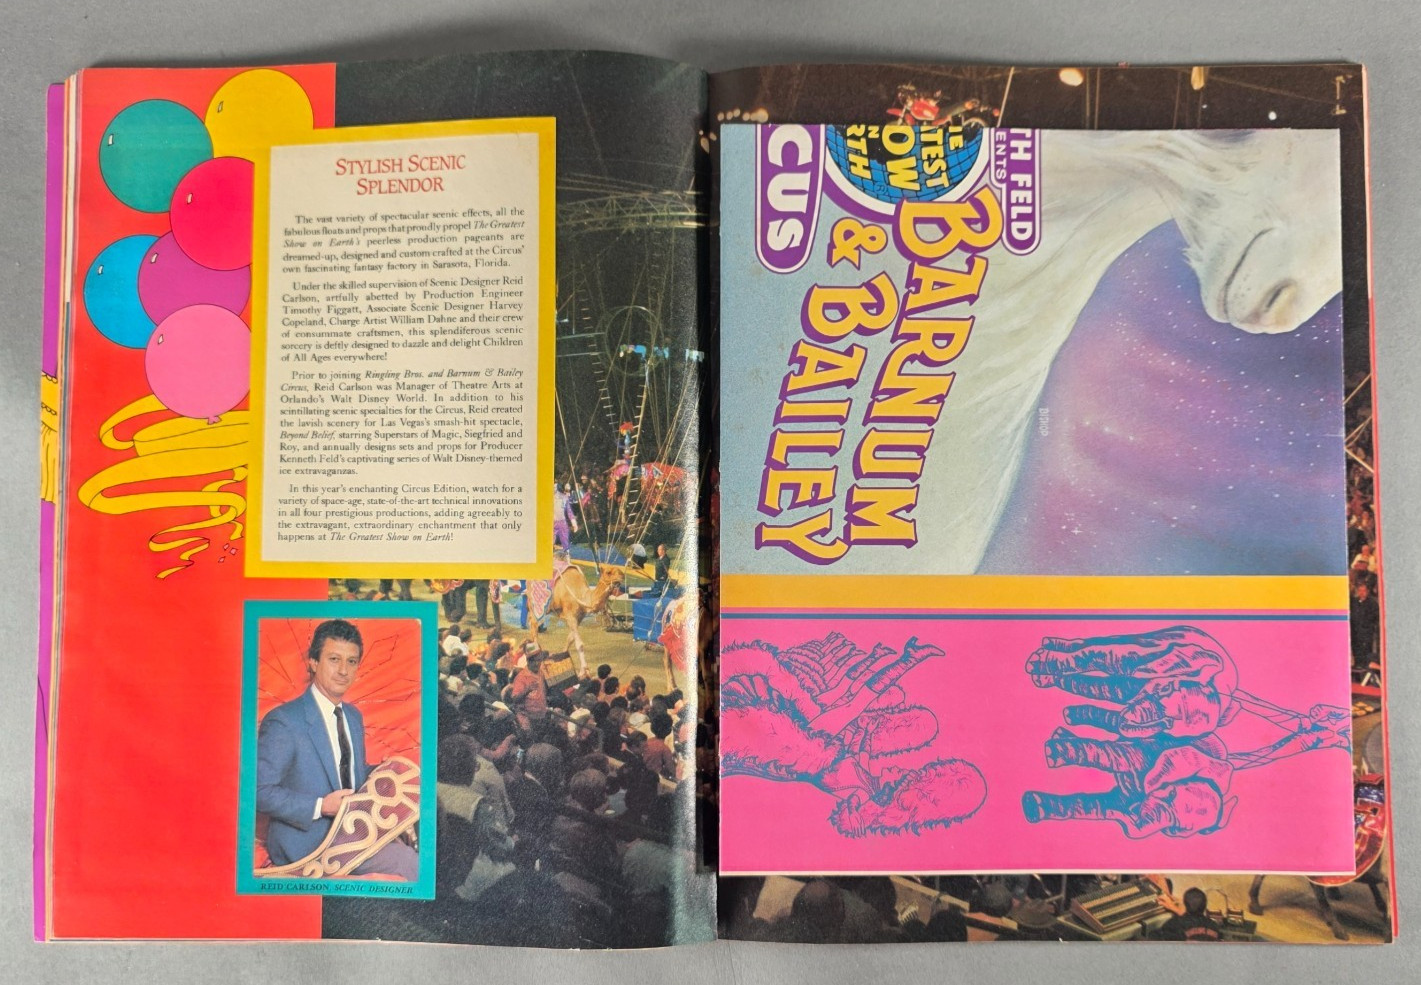 STYLISH SCENIC
SPLENDOR
The vast variety of spectacular scenic effects, all the
fabulous floats and props that proudly propel The Greatest
Show on Earth's peerless production pageants are
dreamed-up, designed and custom crafted at the Circus'
own fascinating fantasy factory in Sarasota, Florida.
Under the skilled supervision of Scenic Designer Reid
Carlson, artfully abetted by Production Engineer
Timothy Figgatt, Associate Scenic Designer Harvey
Copeland, Charge Artist William Dahne and their crew
of consummate craftsmen, this splendiferous scenic
sorcery is deftly designed to dazzle and delight Children
of All Ages everywhere!
Prior to joining Ringling Bros. and Barnum & Bailey
Circus, Reid Carlson was Manager of Theatre Arts at
Orlando's Walt Disney World. In addition to his
scintillating scenic specialties for the Circus, Reid created
the lavish scenery for Las Vegas's smash-hit spectacle,
Beyond Belief, starring Superstars of Magic, Siegfried and
Roy, and annually designs sets and props for Producer
Kenneth Feld's captivating series of Walt Disney-themed
ice extravaganzas.
In this year's enchanting Circus Edition, watch for a
variety of space-age, state-of-the-art technical innovations
in all four prestigious productions, adding agreeably to
the extravagant, extraordinary enchantment that only
happens at The Greatest Show on Earth!
REID CARLSON, SCENIC DESIGNER
TH FELD
ENTS
BARNUM
& BAILEY
HE
TEST
OW
N
RTH
CUS